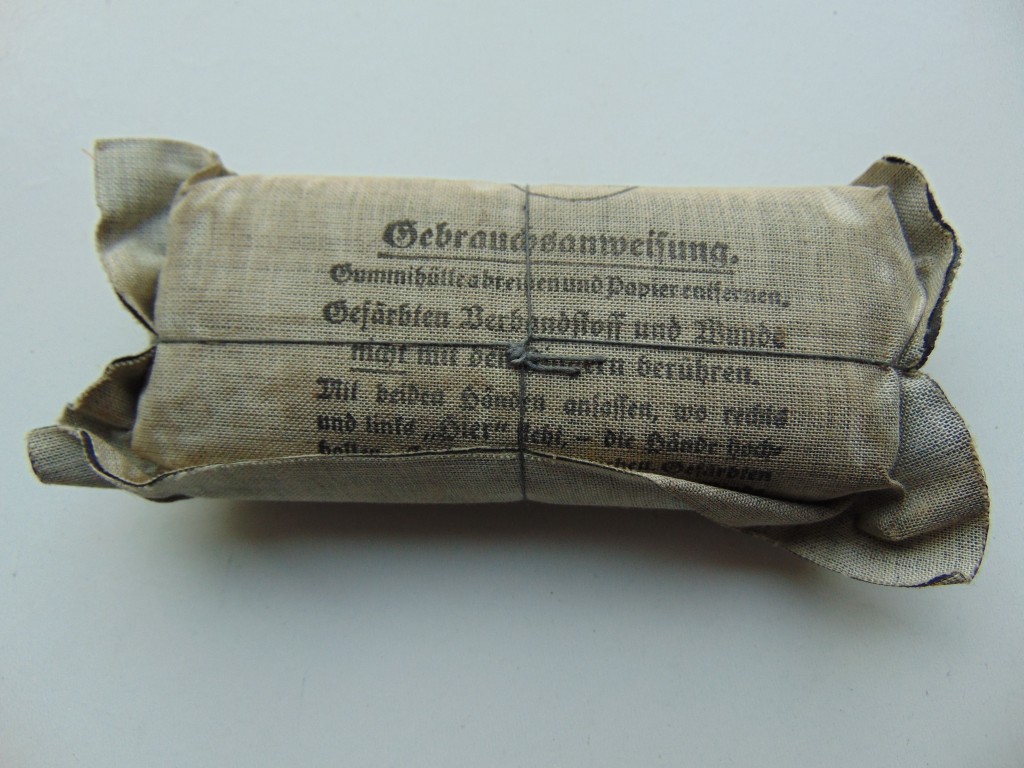 Gebrauchsanweisung.
Gummihülle abreißen und Papier entfernen.
Gefärbten Verbandstoff und Wunde
nicht mit den Fingern berühren.
Mit beiden Händen anfassen, wo rechts
und links „Hier“ steht, – die Hände hoch-
Gefärbten